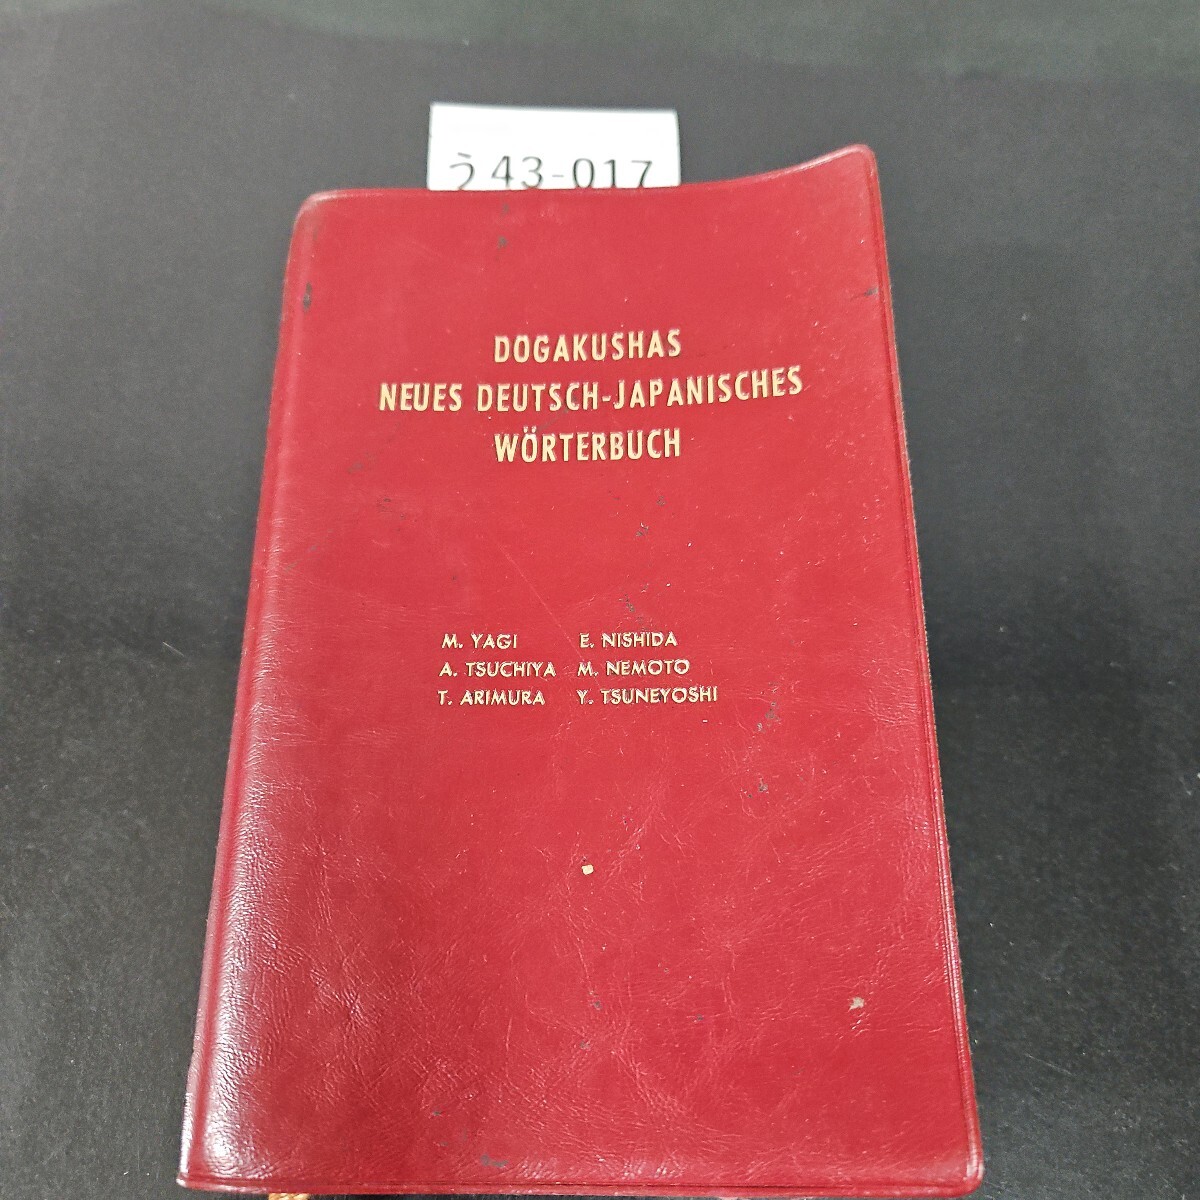 う43-017
DOGAKUSHAS
NEUES DEUTSCH-JAPANISCHES
WÖRTERBUCH
M. YAGI E. NISHIDA
A. TSUCHIYA M. NEMOTO
T. ARIMURA Y. TSUNEYOSHI